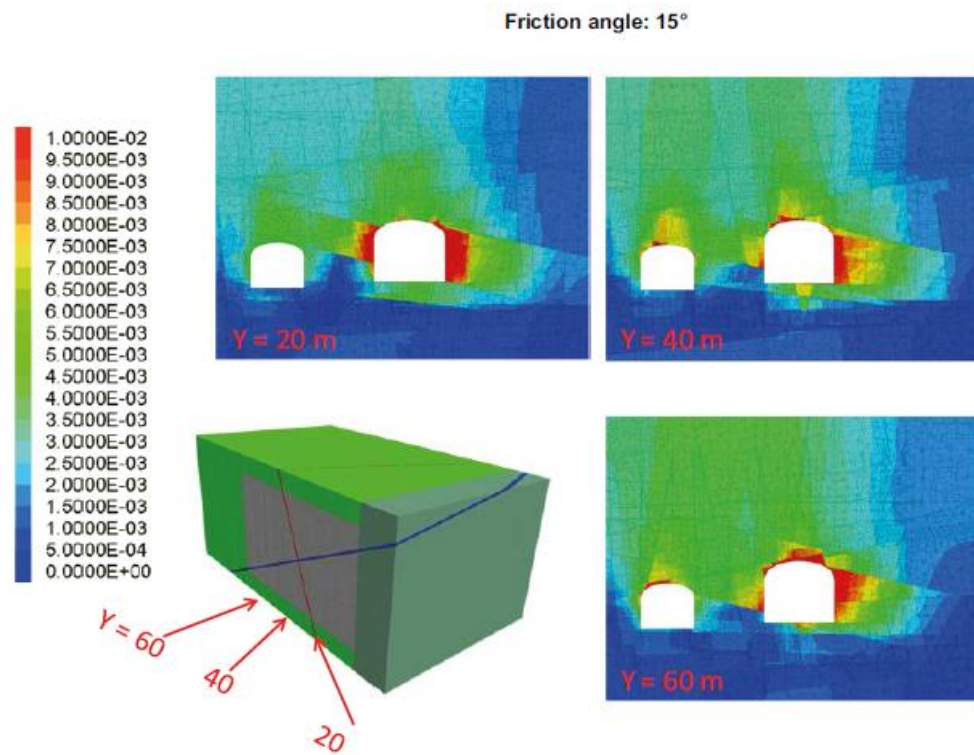 Friction angle: 15°
1.0000E-02
9.5000E-03
9.0000E-03
8.5000E-03
8.0000E-03
7.5000E-03
7.0000E-03
6.5000E-03
6.0000E-03
5.5000E-03
5.0000E-03
4.5000E-03
4.0000E-03
3.5000E-03
3.0000E-03
2.5000E-03
2.0000E-03
1.5000E-03
1.0000E-03
5.0000E-04
0.0000E+00
Y = 20 m
Y = 40 m
Y = 60
40
20
Y = 60 m